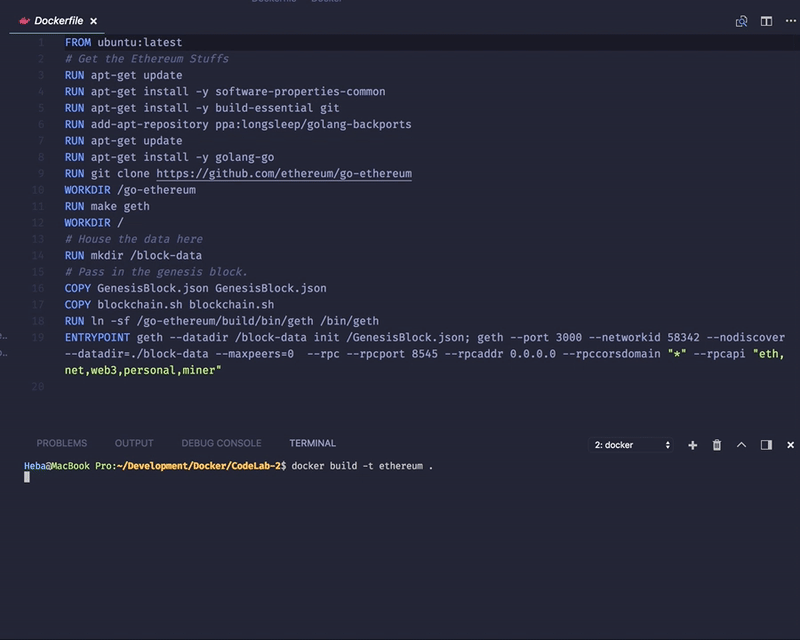 Dockerfile ×
1 FROM ubuntu:latest
2 # Get the Ethereum Stuffs
3 RUN apt-get update
4 RUN apt-get install -y software-properties-common
5 RUN apt-get install -y build-essential git
6 RUN add-apt-repository ppa:longsleep/golang-backports
7 RUN apt-get update
8 RUN apt-get install -y golang-go
9 RUN git clone https://github.com/ethereum/go-ethereum
10 WORKDIR /go-ethereum
11 RUN make geth
12 WORKDIR /
13 # House the data here
14 RUN mkdir /block-data
15 # Pass in the genesis block.
16 COPY GenesisBlock.json GenesisBlock.json
17 COPY blockchain.sh blockchain.sh
18 RUN ln -sf /go-ethereum/build/bin/geth /bin/geth
19 ENTRYPOINT geth --datadir /block-data init /GenesisBlock.json; geth --port 3000 --networkid 58342 --nodiscover
--datadir=./block-data --maxpeers=0  --rpc --rpcport 8545 --rpcaddr 0.0.0.0 --rpccorsdomain "*" --rpcapi "eth,
net,web3,personal,miner"
20
PROBLEMS OUTPUT DEBUG CONSOLE TERMINAL 2: docker
Heba@MacBook Pro:~/Development/Docker/CodeLab-2$ docker build -t ethereum .